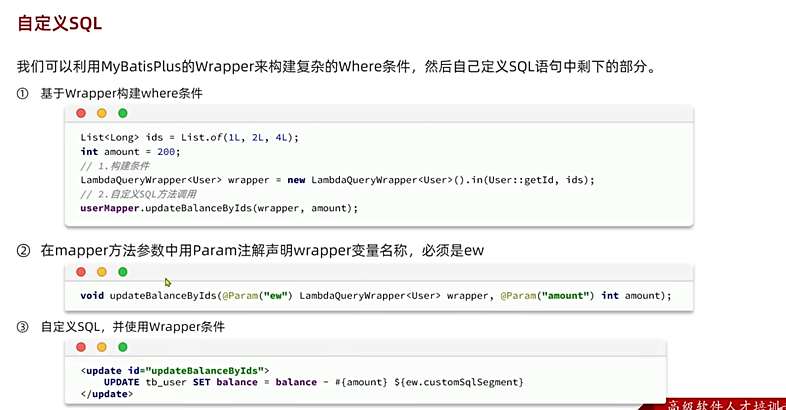 自定义SQL
我们可以利用MyBatisPlus的Wrapper来构建复杂的Where条件，然后自己定义SQL语句中剩下的部分。
① 基于Wrapper构建where条件
List<Long> ids = List.of(1L, 2L, 4L);
int amount = 200;
// 1.构建条件
LambdaQueryWrapper<User> wrapper = new LambdaQueryWrapper<User>().in(User::getId, ids);
// 2.自定义SQL方法调用
userMapper.updateBalanceByIds(wrapper, amount);
② 在mapper方法参数中用Param注解声明wrapper变量名称，必须是ew
void updateBalanceByIds(@Param("ew") LambdaQueryWrapper<User> wrapper, @Param("amount") int amount);
③ 自定义SQL，并使用Wrapper条件
<update id="updateBalanceByIds">
    UPDATE tb_user SET balance = balance - #{amount} ${ew.customSqlSegment}
</update>
高级软件人才培训